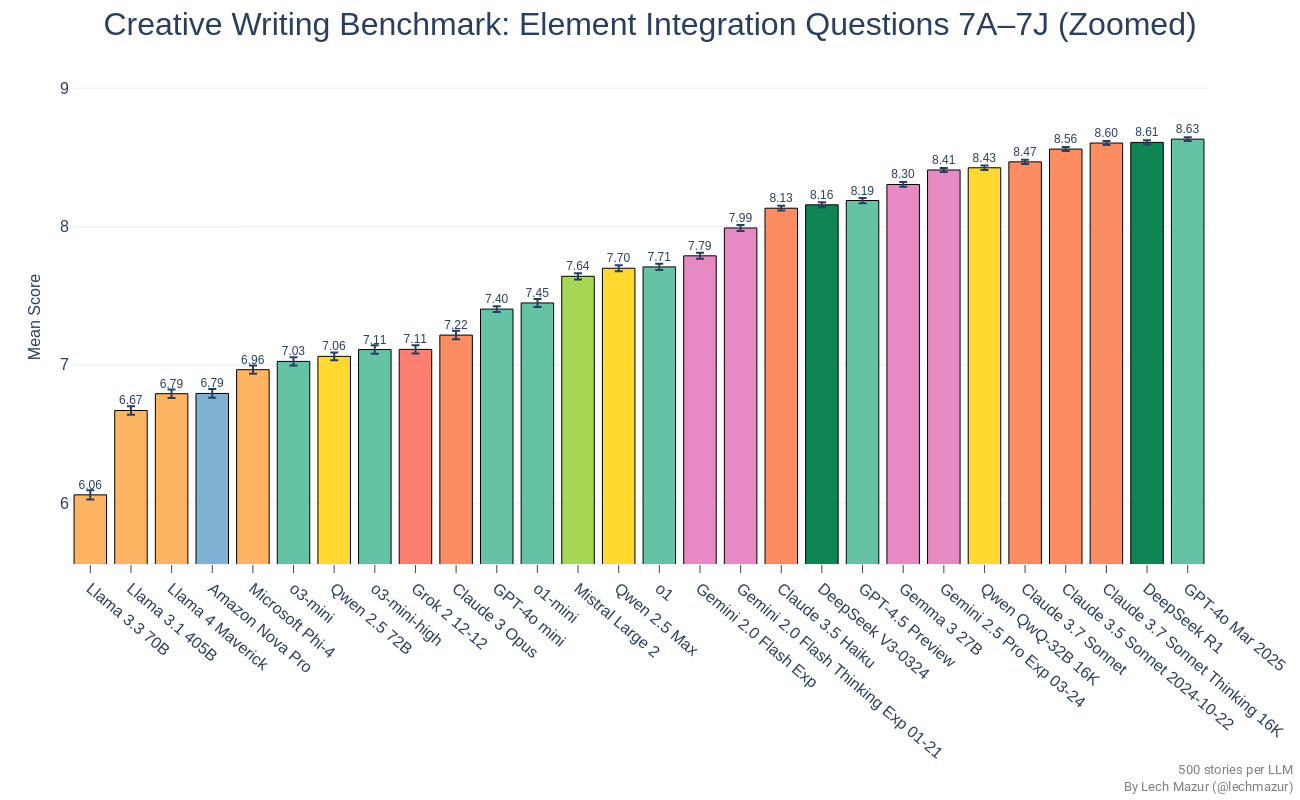 Creative Writing Benchmark: Element Integration Questions 7A–7J (Zoomed)
Mean Score
9
8
7
6
6.06
6.67
6.79
6.79
6.96
7.03
7.06
7.11
7.11
7.22
7.40
7.45
7.64
7.70
7.71
7.79
7.99
8.13
8.16
8.19
8.30
8.41
8.43
8.47
8.56
8.60
8.61
8.63
Llama 3.3 70B
Llama 3.1 405B
Llama 4 Maverick
Amazon Nova Pro
Microsoft Phi-4
o3-mini
Qwen 2.5 72B
o3-mini-high
Grok 2 12-12
Claude 3 Opus
GPT-4o mini
o1-mini
Mistral Large 2
Qwen 2.5 Max
o1
Gemini 2.0 Flash Exp
Gemini 2.0 Flash Thinking Exp 01-21
Claude 3.5 Haiku
DeepSeek V3-0324
GPT-4.5 Preview
Gemma 3 27B
Gemini 2.5 Pro Exp 03-24
Qwen QwQ-32B 16K
Claude 3.7 Sonnet
Claude 3.5 Sonnet 2024-10-22
Claude 3.7 Sonnet Thinking 16K
DeepSeek R1
GPT-4o Mar 2025
500 stories per LLM
By Lech Mazur (@lechmazur)